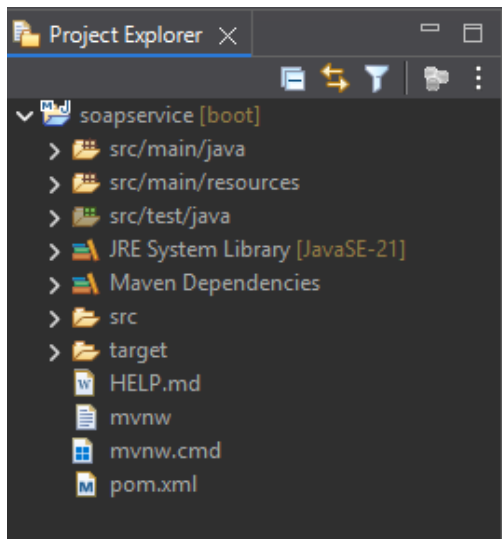 Project Explorer
soapservice [boot]
src/main/java
src/main/resources
src/test/java
JRE System Library [JavaSE-21]
Maven Dependencies
src
target
HELP.md
mvnw
mvnw.cmd
pom.xml